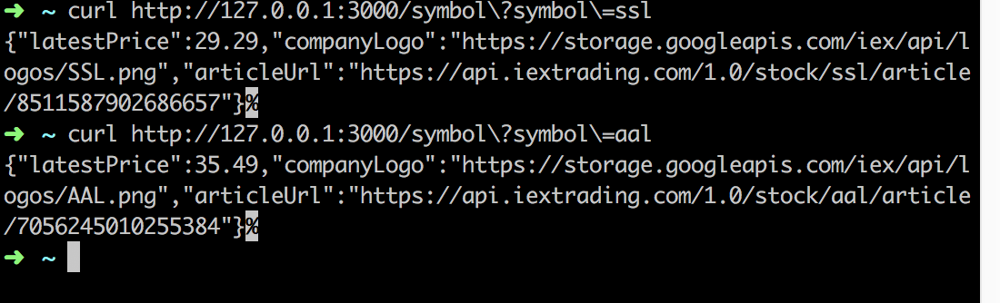 ➜ ~ curl http://127.0.0.1:3000/symbol\?symbol\=ssl
{"latestPrice":29.29,"companyLogo":"https://storage.googleapis.com/iex/api/l
ogos/SSL.png","articleUrl":"https://api.iextrading.com/1.0/stock/ssl/article
/8511587902686657"}%
➜ ~ curl http://127.0.0.1:3000/symbol\?symbol\=aal
{"latestPrice":35.49,"companyLogo":"https://storage.googleapis.com/iex/api/l
ogos/AAL.png","articleUrl":"https://api.iextrading.com/1.0/stock/aal/article
/7056245010255384"}%
➜ ~